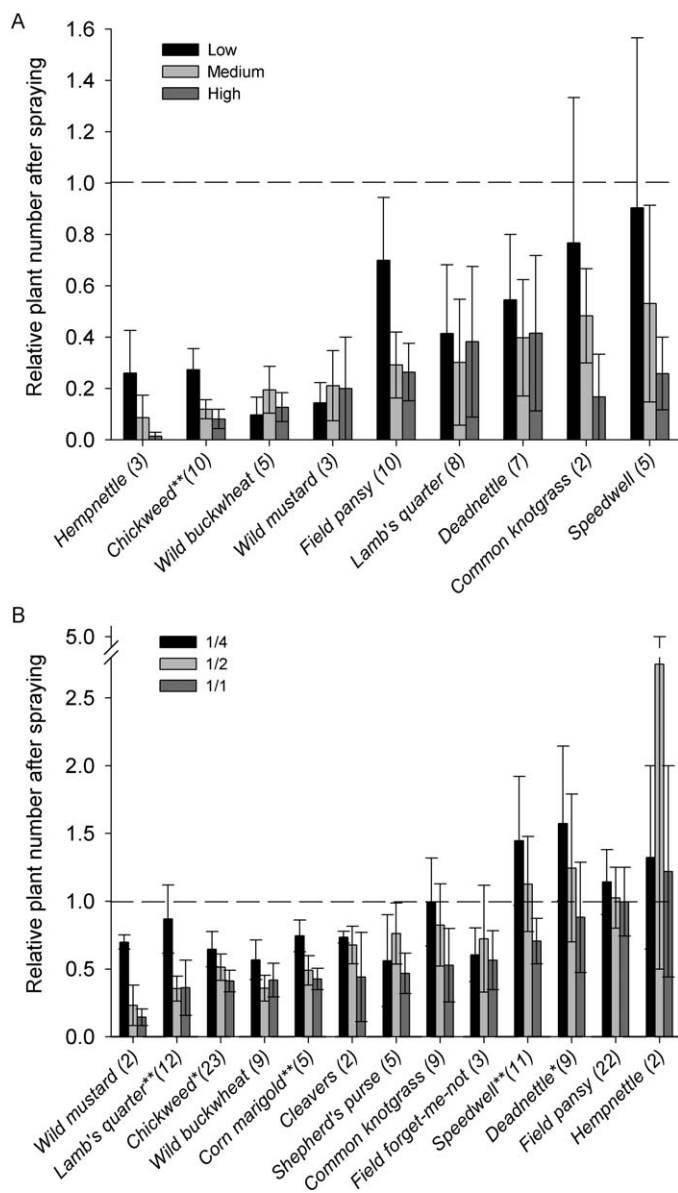 A
Relative plant number after spraying
1.6
1.4
1.2
1.0
0.8
0.6
0.4
0.2
0.0
Low
Medium
High
Hempnettle (3)
Chickweed**(10)
Wild buckwheat (5)
Wild mustard (3)
Field pansy (10)
Lamb's quarter (8)
Deadnettle (7)
Common knotgrass (2)
Speedwell (5)
B
Relative plant number after spraying
5.0
2.5
2.0
1.5
1.0
0.5
0.0
1/4
1/2
1/1
Wild mustard (2)
Lamb's quarter**(12)
Chickweed*(23)
Wild buckwheat (9)
Corn marigold**(5)
Cleavers (2)
Shepherd's purse (5)
Common knotgrass (9)
Field forget-me-not (3)
Speedwell**(11)
Deadnettle*(9)
Field pansy (22)
Hempnettle (2)